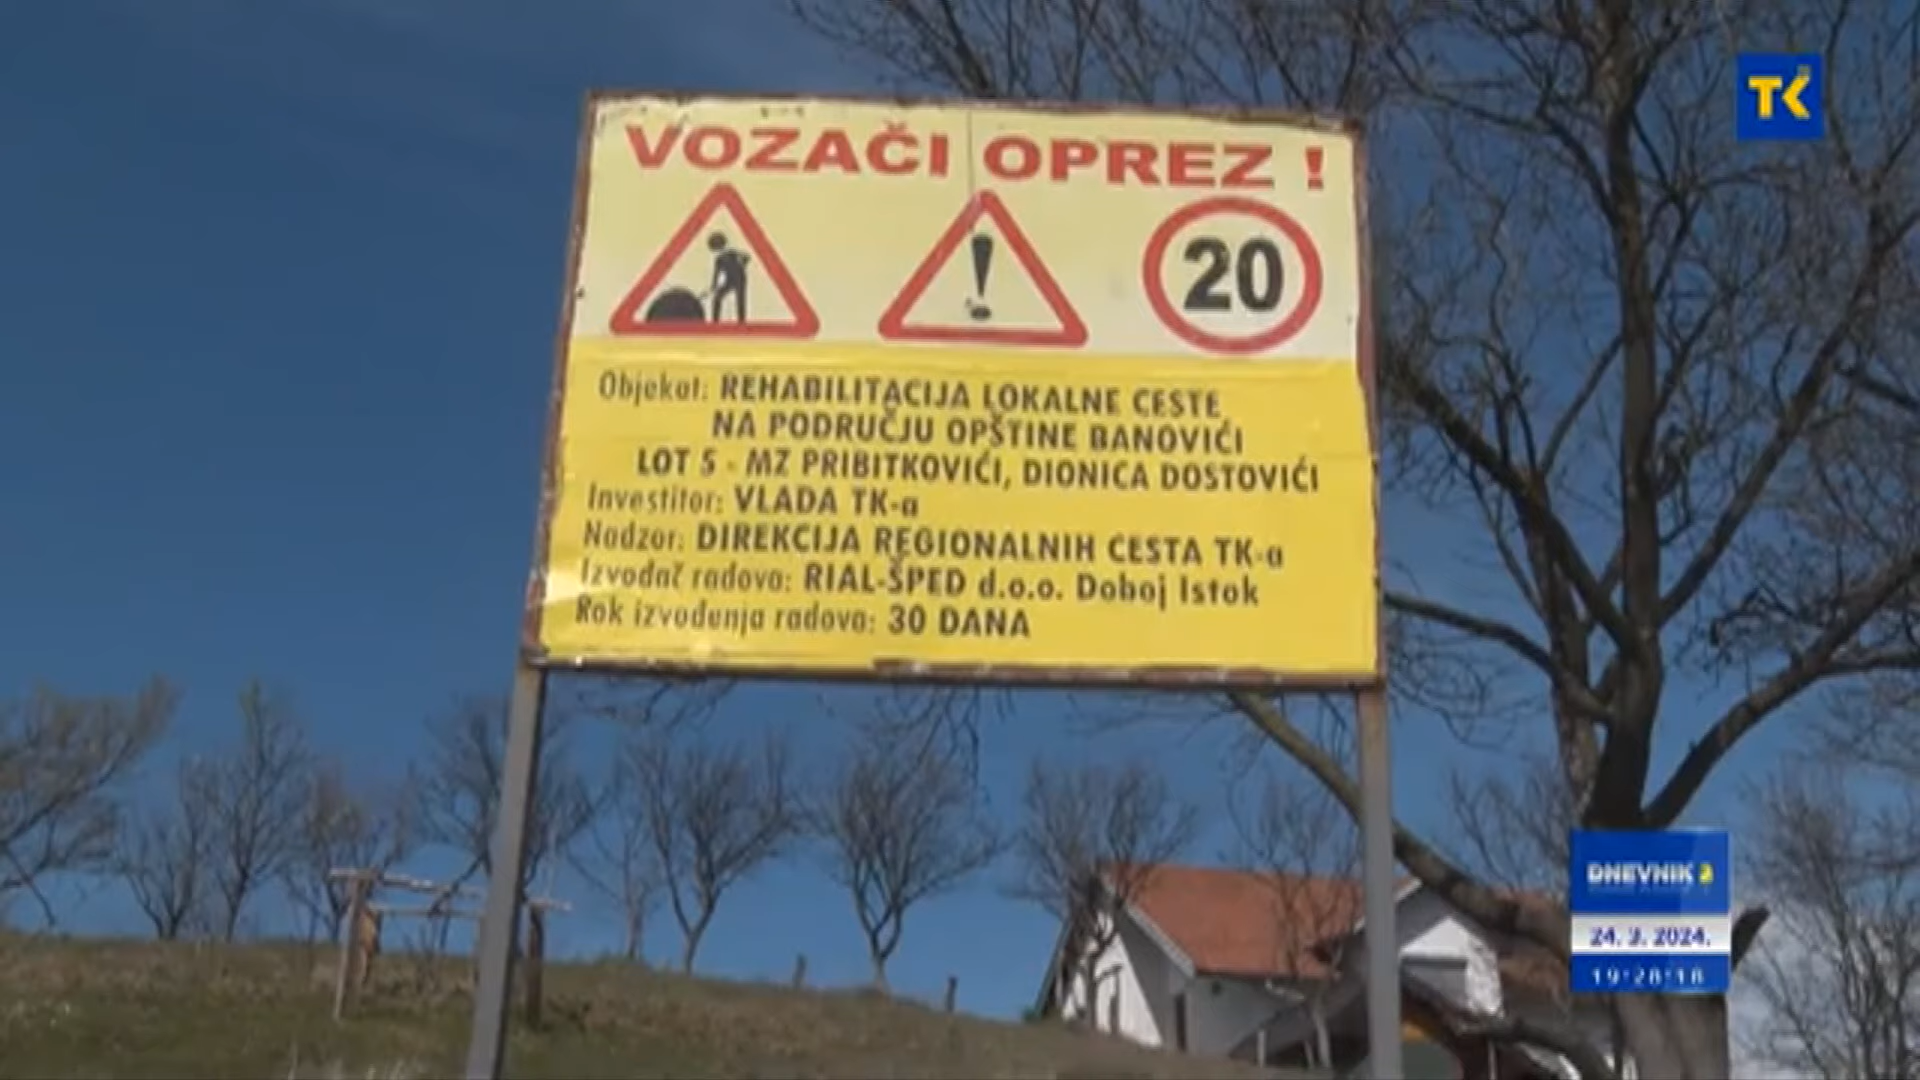 VOZAČI OPREZ !
20
Objekat: REHABILITACIJA LOKALNE CESTE
NA PODRUČJU OPŠTINE BANOVIĆI
LOT 5 - MZ PRIBITKOVIĆI, DIONICA DOSTOVIĆI
Investitor: VLADA TK-a
Nadzor: DIREKCIJA REGIONALNIH CESTA TK-a
Izvođač radova: RIAL-ŠPED d.o.o. Doboj Istok
Rok izvođenja radova: 30 DANA
TK
DNEVNIK 2
24. 3. 2024.
19:28:18